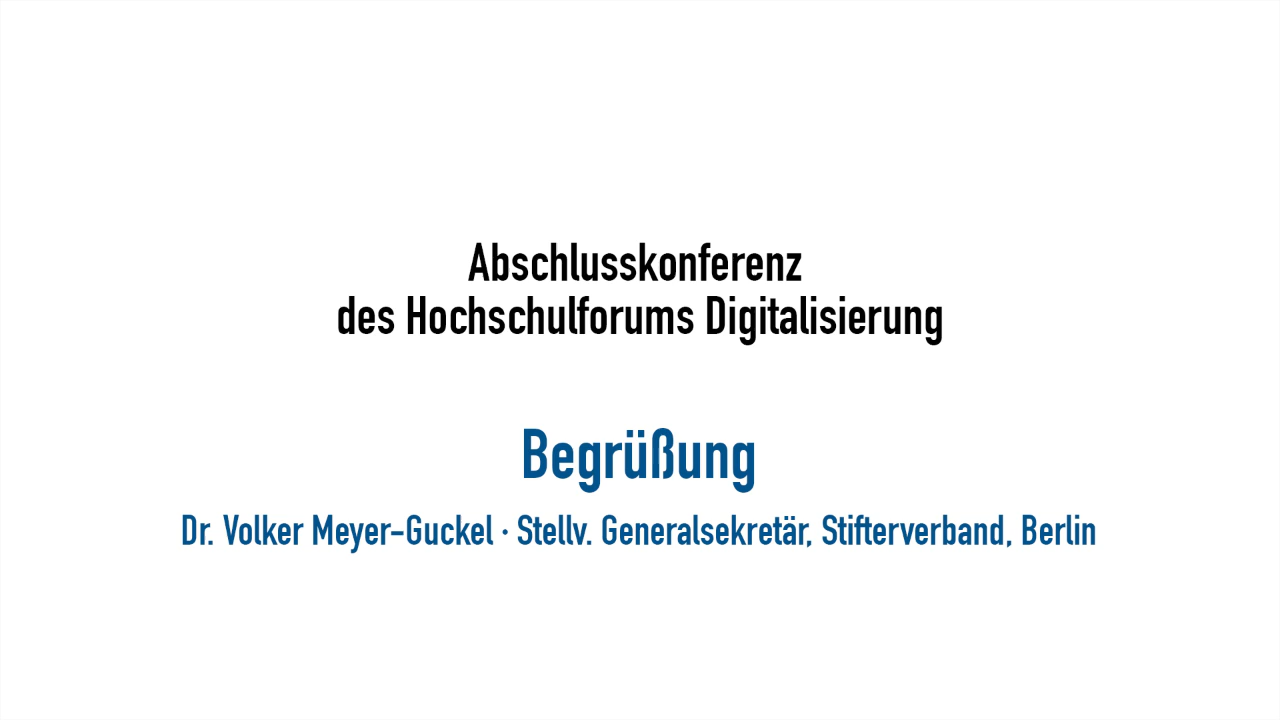 Abschlusskonferenz
des Hochschulforums Digitalisierung
Begrüßung
Dr. Volker Meyer-Guckel · Stellv. Generalsekretär, Stifterverband, Berlin